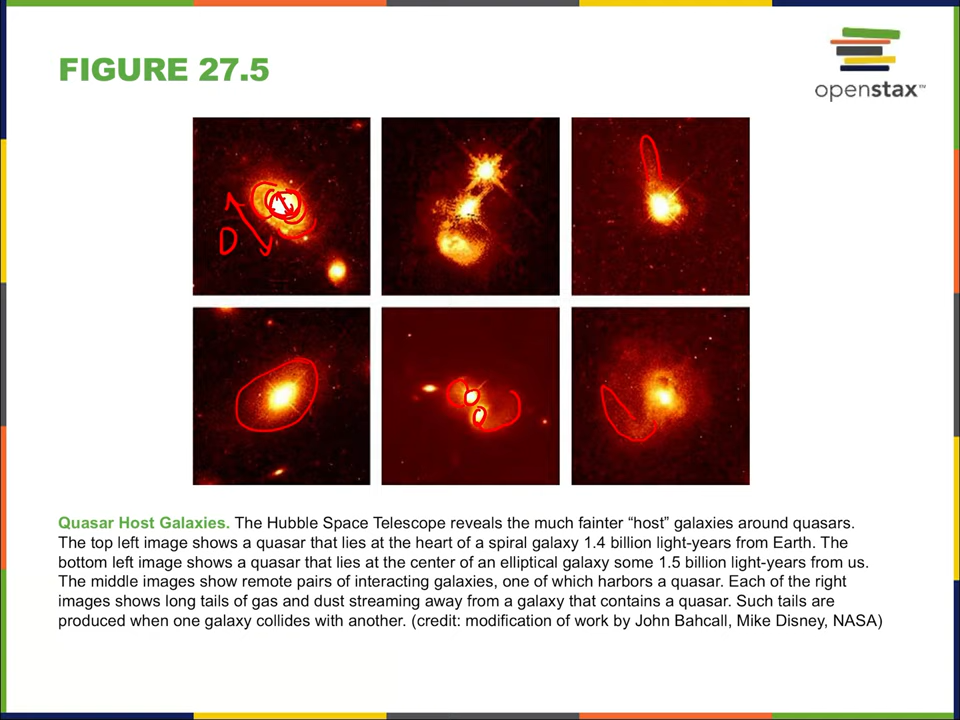 FIGURE 27.5
openstax™
D
Quasar Host Galaxies. The Hubble Space Telescope reveals the much fainter “host” galaxies around quasars.
The top left image shows a quasar that lies at the heart of a spiral galaxy 1.4 billion light-years from Earth. The
bottom left image shows a quasar that lies at the center of an elliptical galaxy some 1.5 billion light-years from us.
The middle images show remote pairs of interacting galaxies, one of which harbors a quasar. Each of the right
images shows long tails of gas and dust streaming away from a galaxy that contains a quasar. Such tails are
produced when one galaxy collides with another. (credit: modification of work by John Bahcall, Mike Disney, NASA)